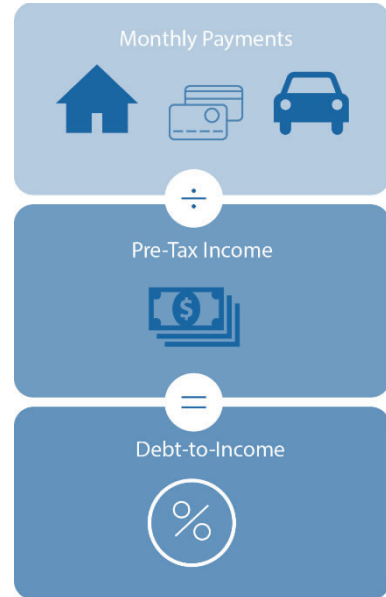 Monthly Payments
÷
Pre-Tax Income
$
=
Debt-to-Income
%